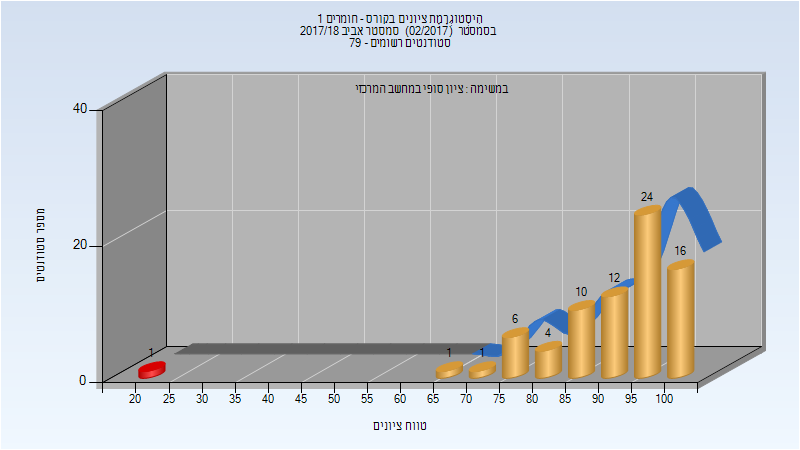 היסטוגרמת ציונים בקורס - חומרים 1
בסמסטר (02/2017) סמסטר אביב 2017/18
סטודנטים רשומים - 79
במשימה : ציון סופי במחשב המרכזי
מספר סטודנטים
40
20
0
1
1
1
6
4
10
12
24
16
20 25 30 35 40 45 50 55 60 65 70 75 80 85 90 95 100
טווח ציונים